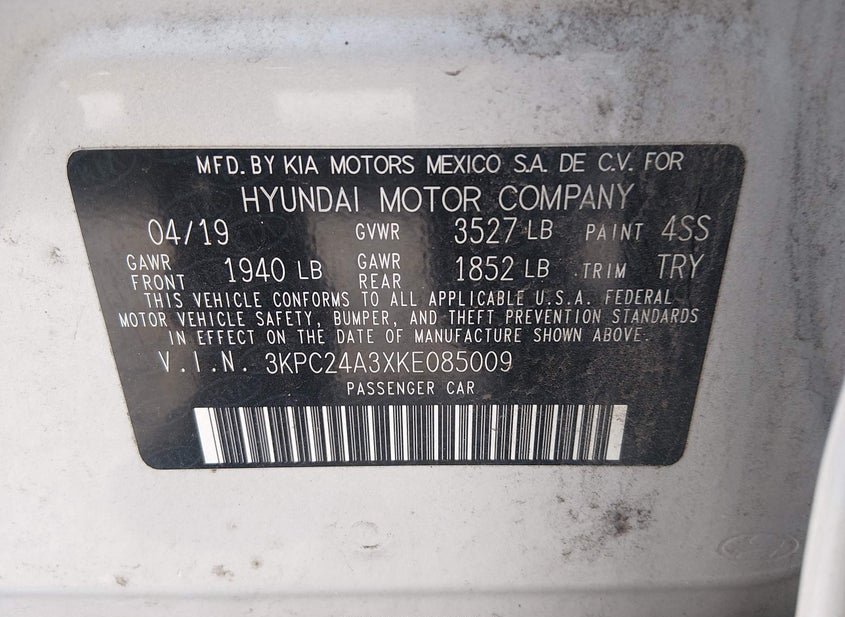 MFD. BY KIA MOTORS MEXICO S.A. DE C.V. FOR
HYUNDAI MOTOR COMPANY
04/19 GVWR 3527 LB PAINT 4SS
GAWR FRONT 1940 LB GAWR REAR 1852 LB TRIM TRY
THIS VEHICLE CONFORMS TO ALL APPLICABLE U.S.A. FEDERAL
MOTOR VEHICLE SAFETY, BUMPER, AND THEFT PREVENTION STANDARDS
IN EFFECT ON THE DATE OF MANUFACTURE SHOWN ABOVE.
V.I.N. 3KPC24A3XKE085009
PASSENGER CAR